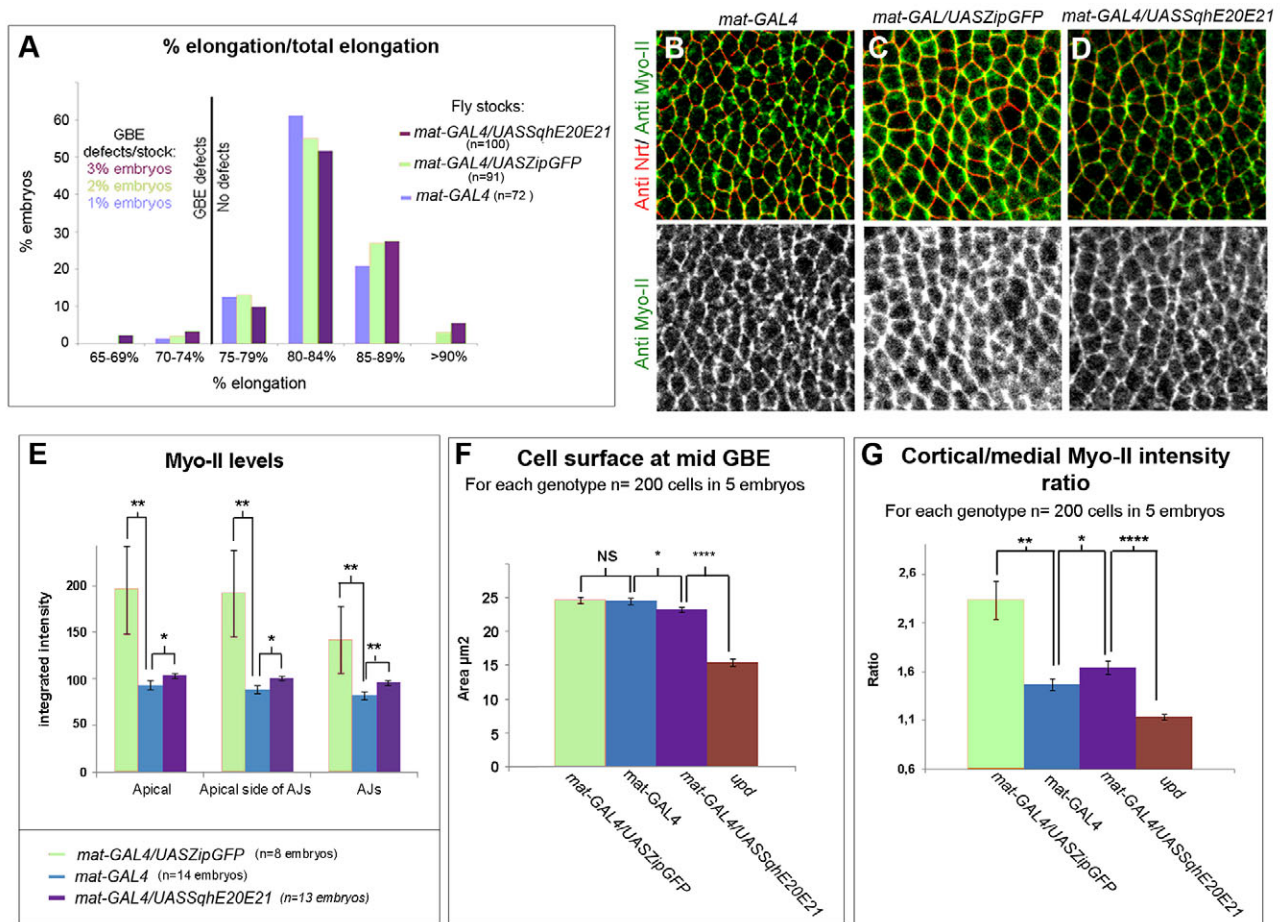 A
% elongation/total elongation
% embryos
60
50
40
30
20
10
0
GBE
defects/stock:
3% embryos
2% embryos
1% embryos
GBE defects
No defects
Fly stocks:
mat-GAL4/UASSqhE20E21
(n=100)
mat-GAL4/UASZipGFP
(n=91)
mat-GAL4 (n=72 )
65-69%
70-74%
75-79%
80-84%
85-89%
>90%
% elongation
mat-GAL4
mat-GAL/UASZipGFP
mat-GAL4/UASSqhE20E21
B
C
D
Anti Nrt/ Anti Myo-II
Anti Myo-II
E
Myo-II levels
integrated intensity
200
150
100
50
0
**
*
**
*
**
**
Apical
Apical side of AJs
AJs
mat-GAL4/UASZipGFP (n=8 embryos)
mat-GAL4 (n=14 embryos)
mat-GAL4/UASSqhE20E21 (n=13 embryos)
F
Cell surface at mid GBE
For each genotype n= 200 cells in 5 embryos
Area µm2
25
20
15
10
5
0
NS
*
****
mat-GAL4/UASZipGFP
mat-GAL4
mat-GAL4/UASSqhE20E21
upd
G
Cortical/medial Myo-II intensity
ratio
For each genotype n= 200 cells in 5 embryos
Ratio
2,6
2,1
1,6
1,1
0,6
**
*
****
mat-GAL4/UASZipGFP
mat-GAL4
mat-GAL4/UASSqhE20E21
upd